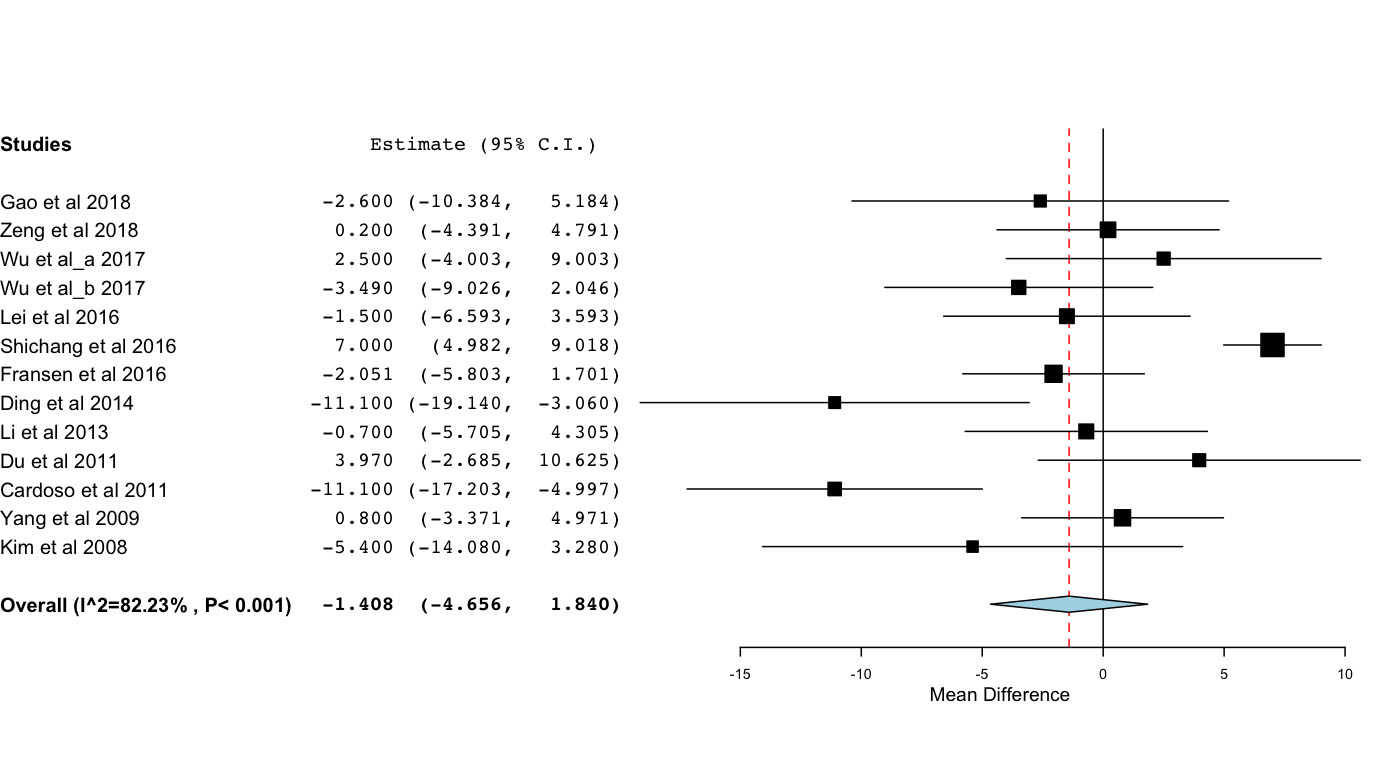 Studies Estimate (95% C.I.)
Gao et al 2018 -2.600 (-10.384, 5.184)
Zeng et al 2018 0.200 (-4.391, 4.791)
Wu et al_a 2017 2.500 (-4.003, 9.003)
Wu et al_b 2017 -3.490 (-9.026, 2.046)
Lei et al 2016 -1.500 (-6.593, 3.593)
Shichang et al 2016 7.000 (4.982, 9.018)
Fransen et al 2016 -2.051 (-5.803, 1.701)
Ding et al 2014 -11.100 (-19.140, -3.060)
Li et al 2013 -0.700 (-5.705, 4.305)
Du et al 2011 3.970 (-2.685, 10.625)
Cardoso et al 2011 -11.100 (-17.203, -4.997)
Yang et al 2009 0.800 (-3.371, 4.971)
Kim et al 2008 -5.400 (-14.080, 3.280)
Overall (I^2=82.23% , P< 0.001) -1.408 (-4.656, 1.840)
-15 -10 -5 0 5 10
Mean Difference